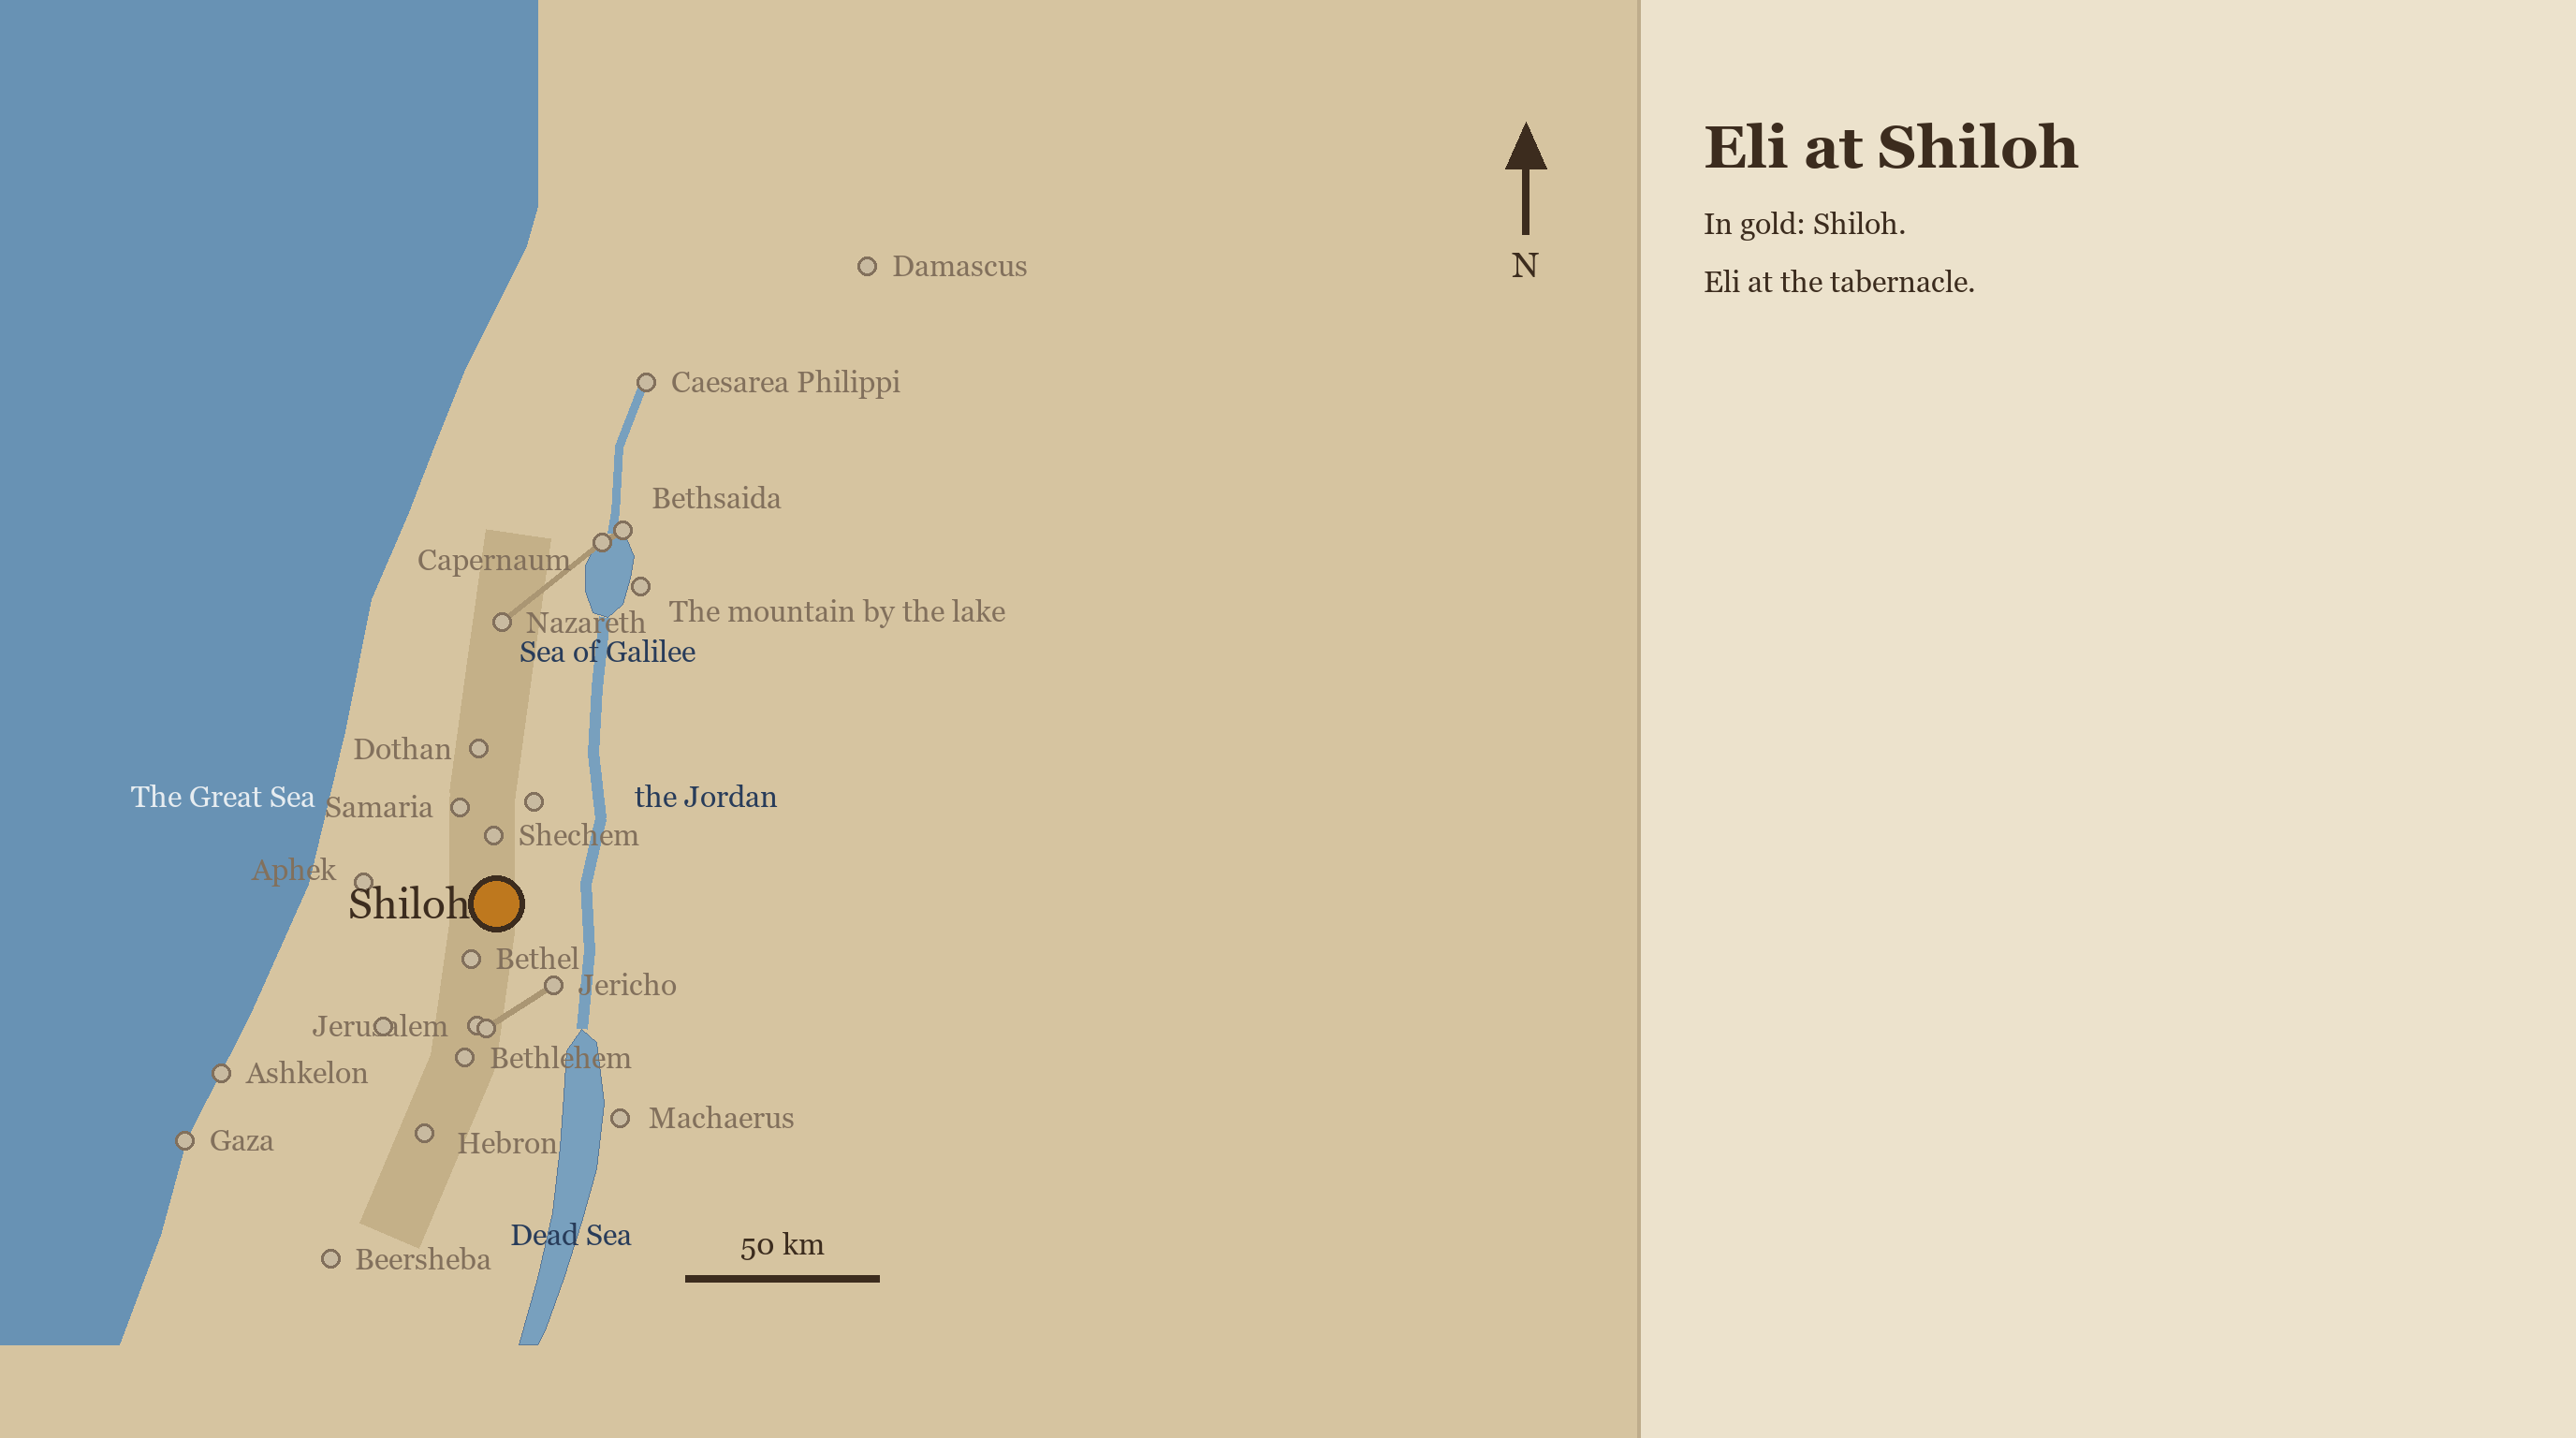 Eli at Shiloh
In gold: Shiloh.
Eli at the tabernacle.
N
Damascus
Caesarea Philippi
Bethsaida
Capernaum
The mountain by the lake
Nazareth
Sea of Galilee
Dothan
The Great Sea
the Jordan
Samaria
Shechem
Aphek
Shiloh
Bethel
Jericho
Jerusalem
Bethlehem
Ashkelon
Machaerus
Gaza
Hebron
Dead Sea
50 km
Beersheba